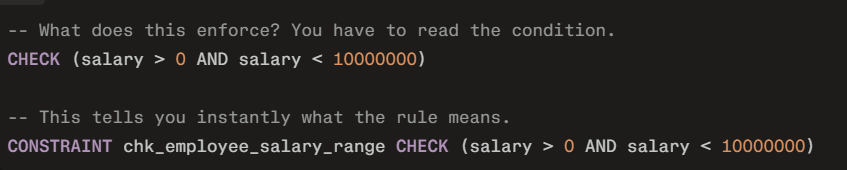 -- What does this enforce? You have to read the condition.
CHECK (salary > 0 AND salary < 10000000)
-- This tells you instantly what the rule means.
CONSTRAINT chk_employee_salary_range CHECK (salary > 0 AND salary < 10000000)